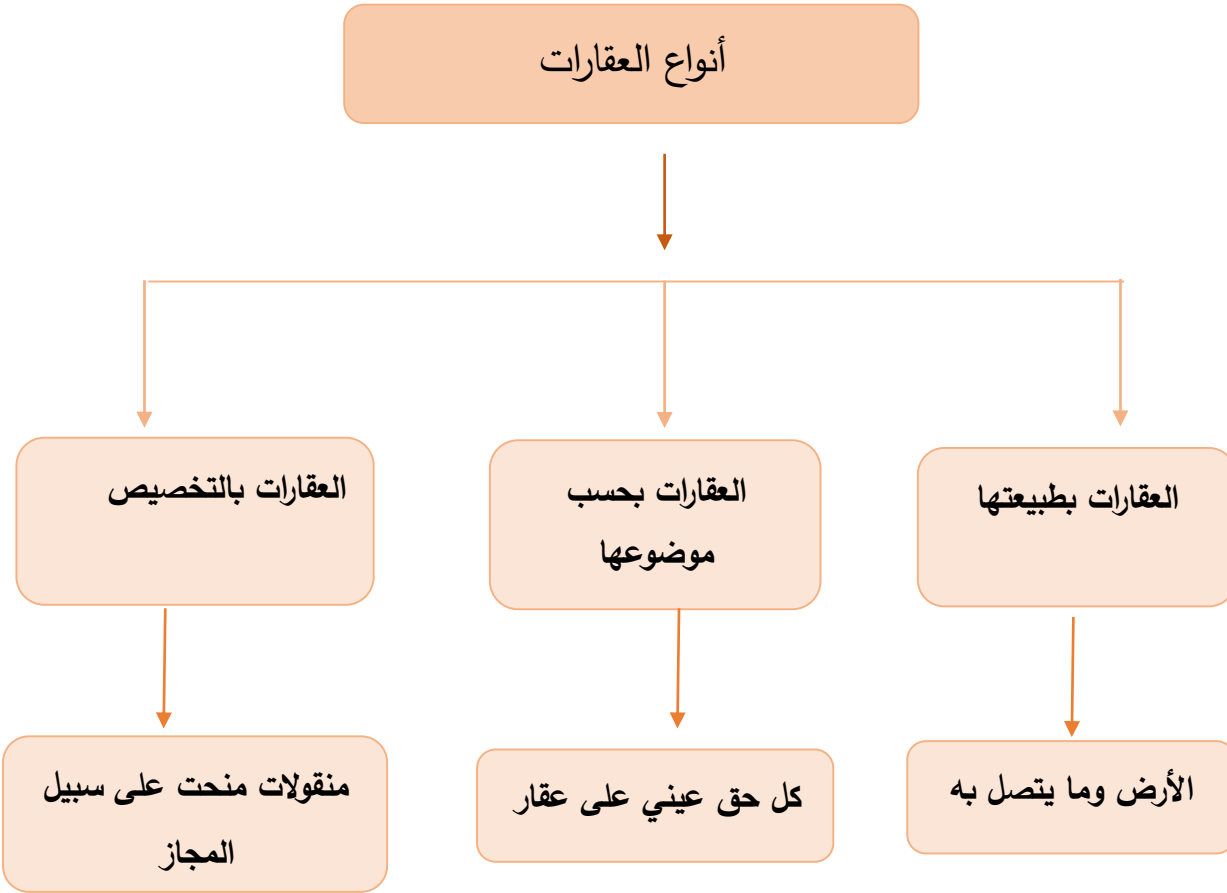 أنواع العقارات
العقارات بطبيعتها
العقارات بحسب
موضوعها
العقارات بالتخصيص
الأرض وما يتصل به
كل حق عيني على عقار
منقولات منحت على سبيل
المجاز